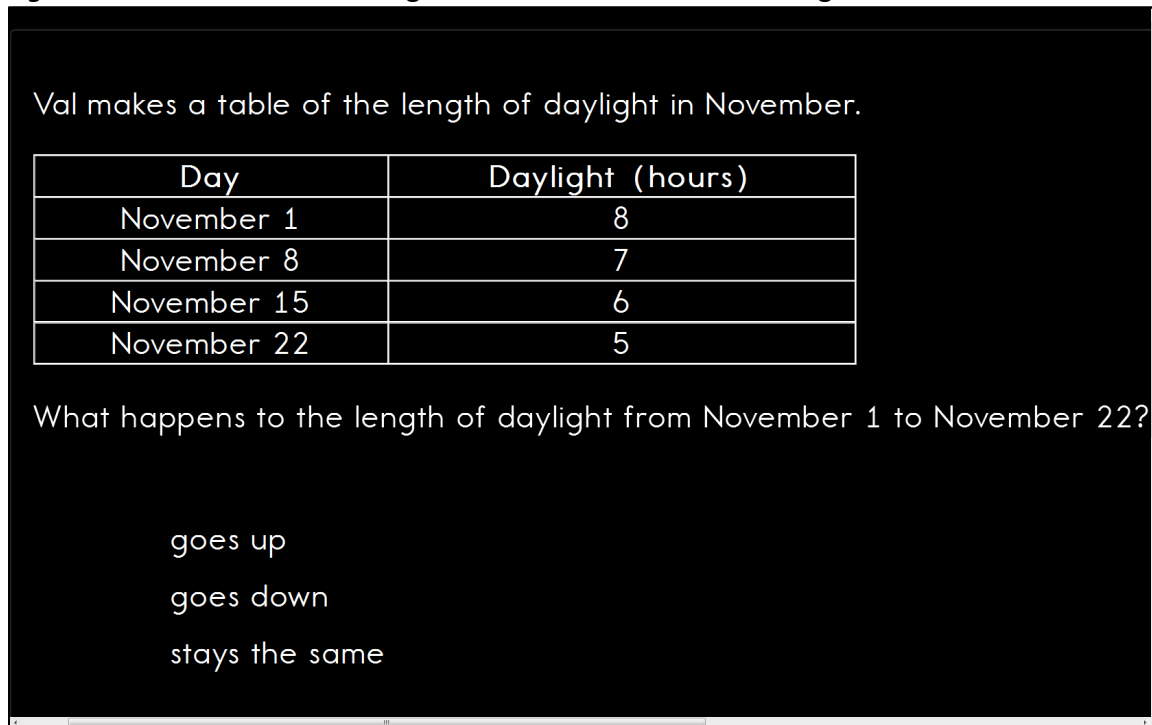 Val makes a table of the length of daylight in November.
Day Daylight (hours)
November 1 8
November 8 7
November 15 6
November 22 5
What happens to the length of daylight from November 1 to November 22?
goes up
goes down
stays the same